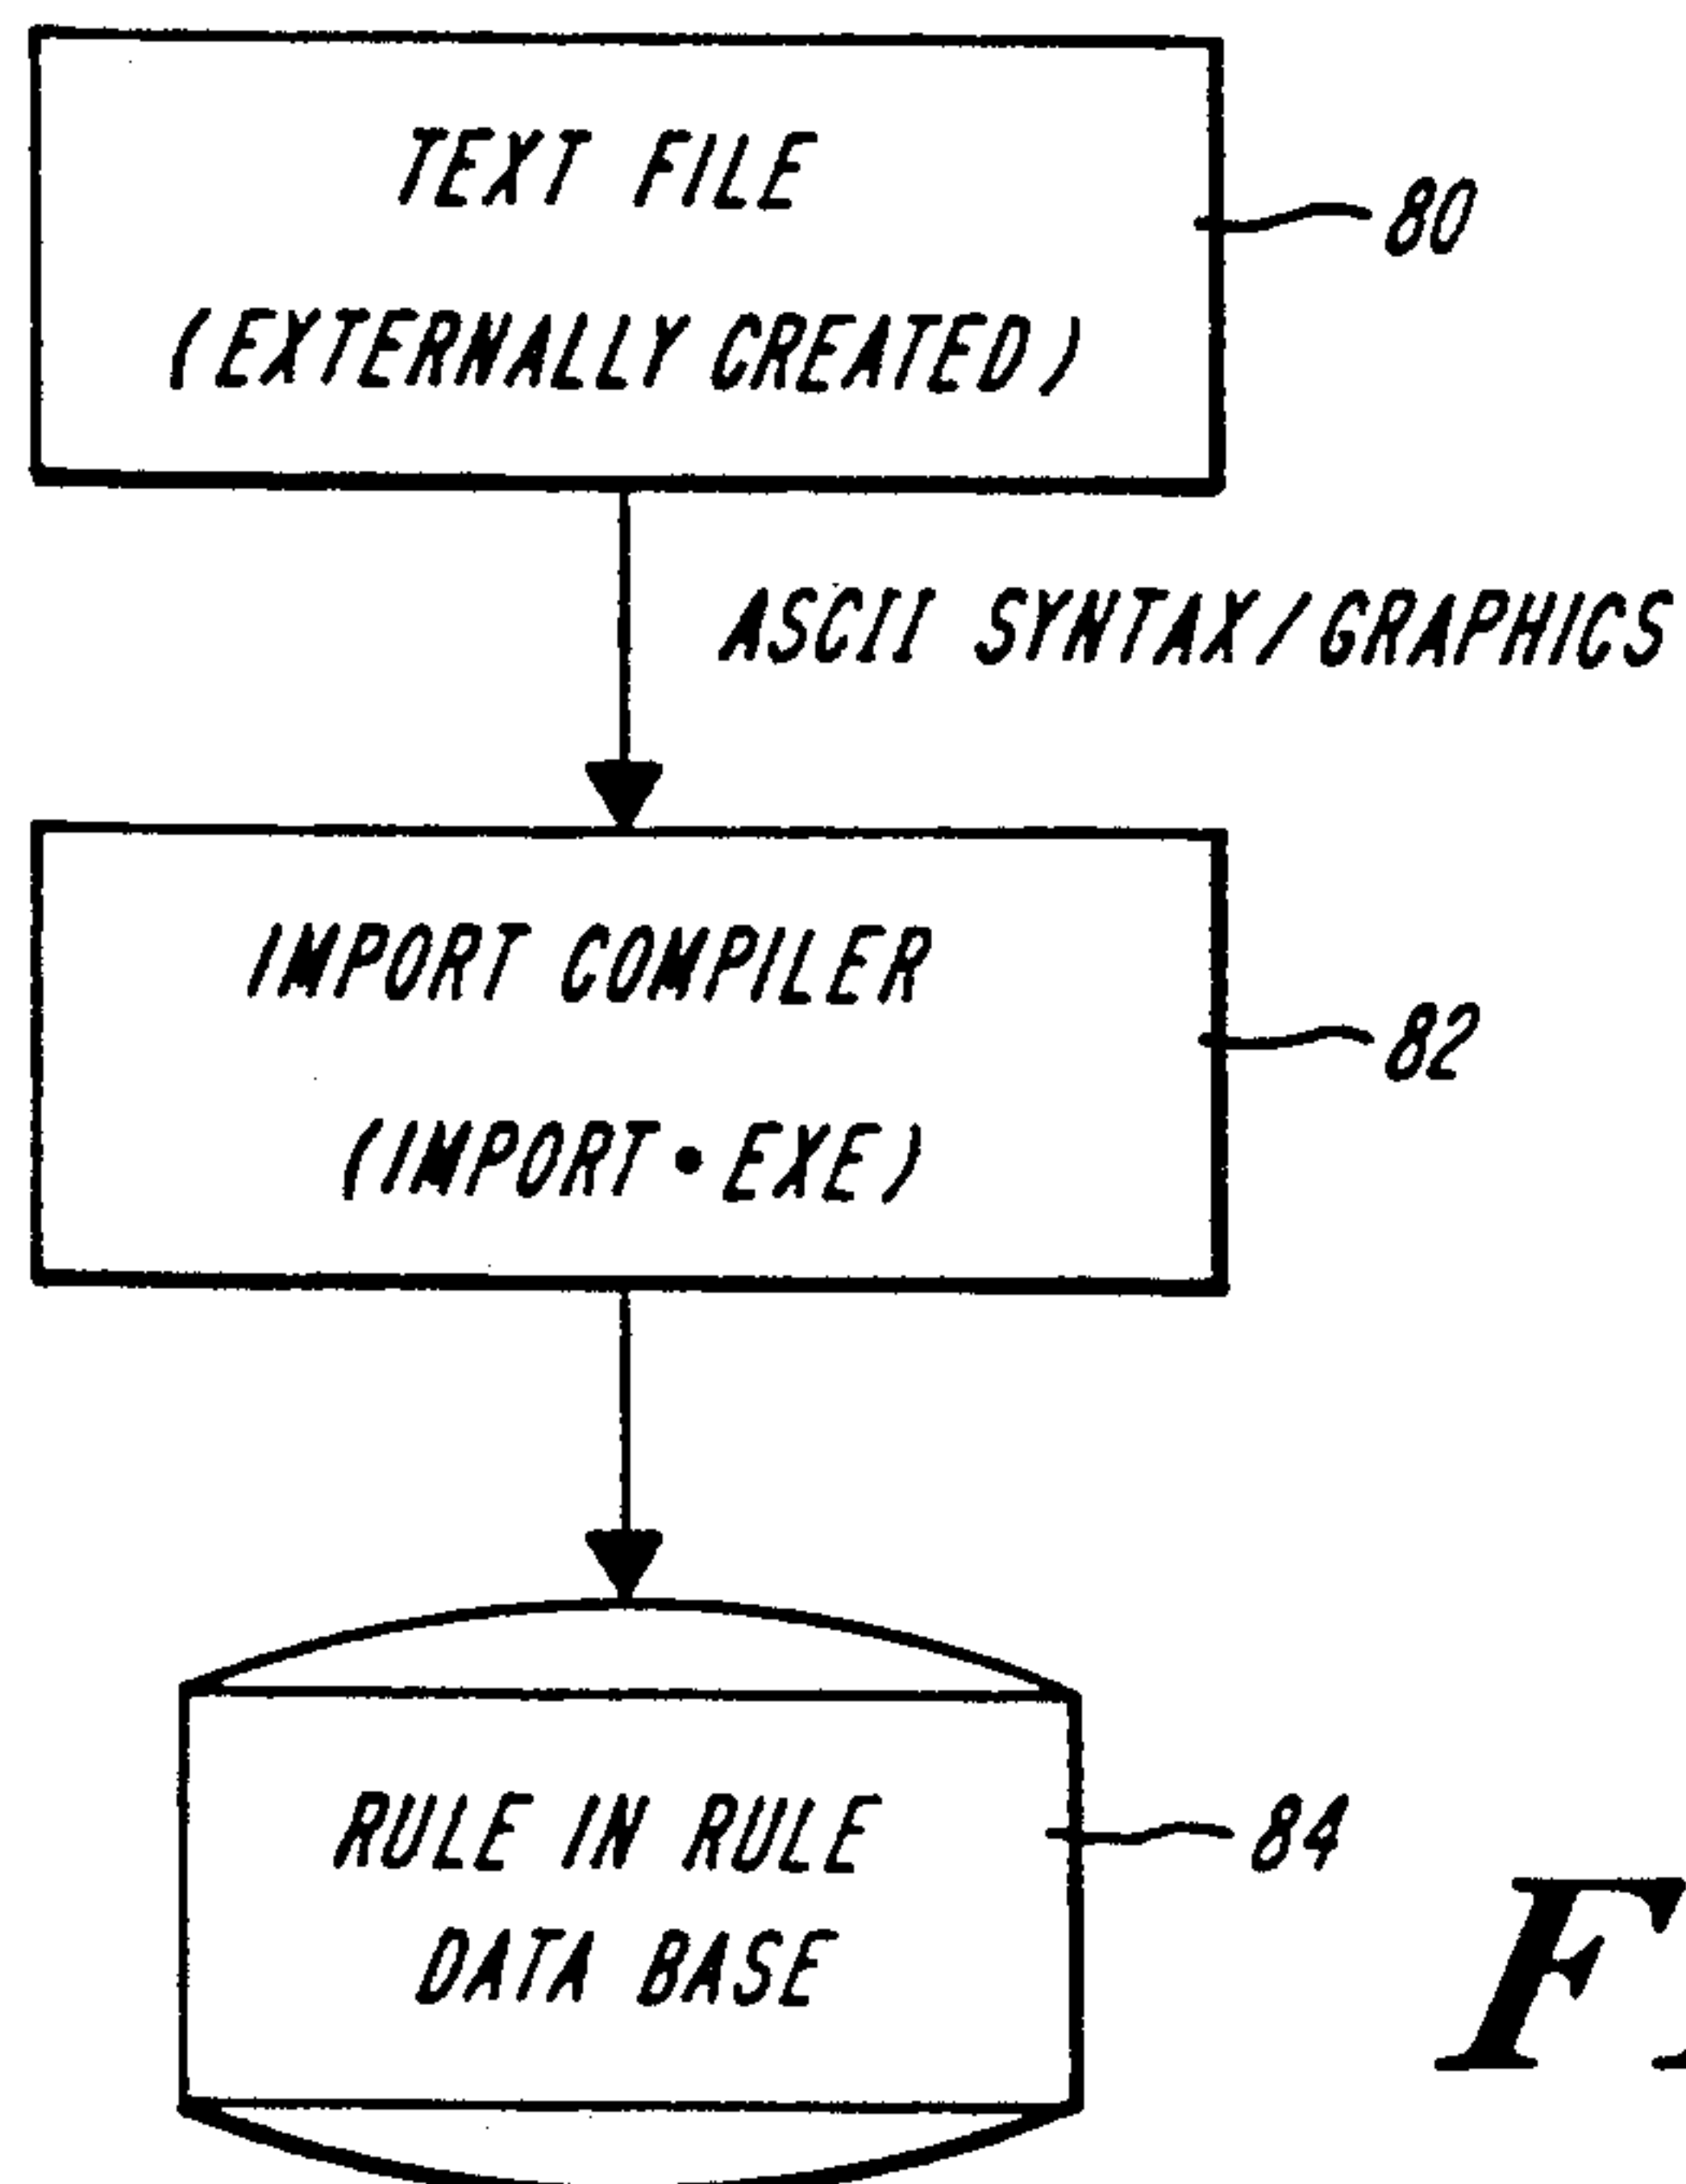 TEXT FILE
80
(EXTERNALLY CREATED)
ASCII SYNTAX/GRAPHICS
IMPORT COMPILER
82
(IMPORT•EXE)
RULE IN RULE
84
DATA BASE